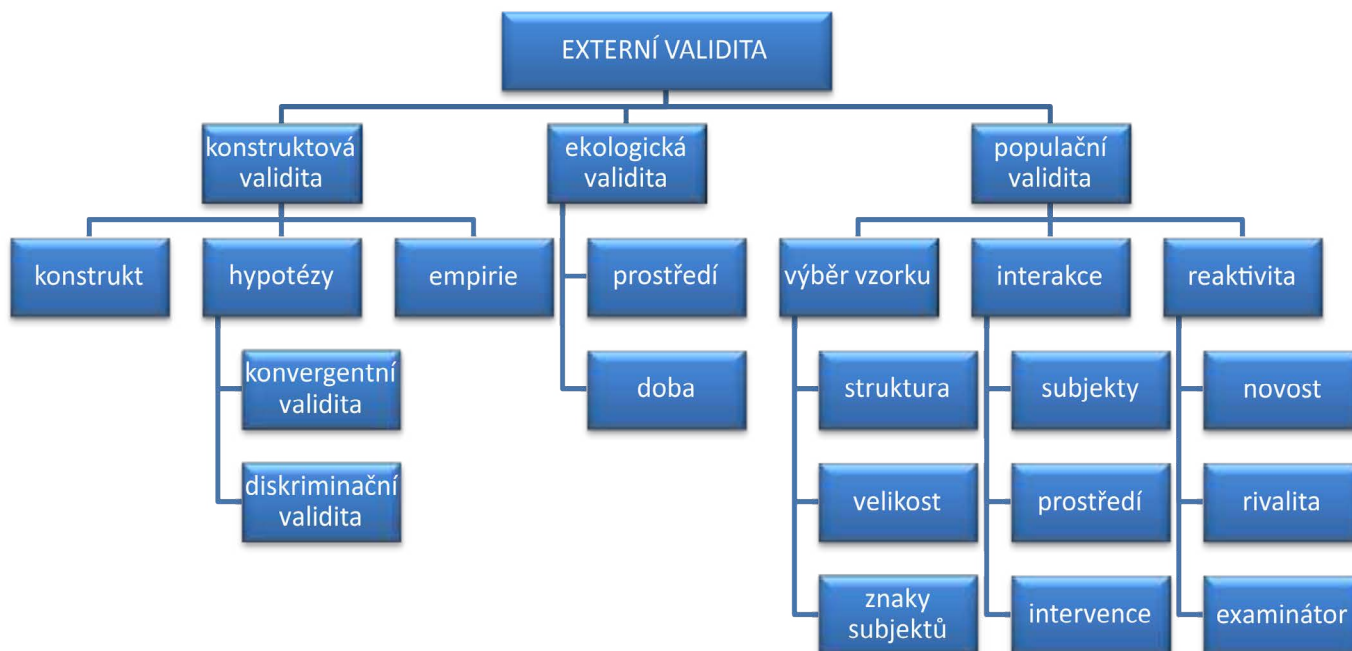 EXTERNÍ VALIDITA
konstruktová
validita
ekologická
validita
populační
validita
konstrukt
hypotézy
empirie
prostředí
výběr vzorku
interakce
reaktivita
konvergentní
validita
doba
struktura
subjekty
novost
diskriminační
validita
velikost
prostředí
rivalita
znaky
subjektů
intervence
examinátor